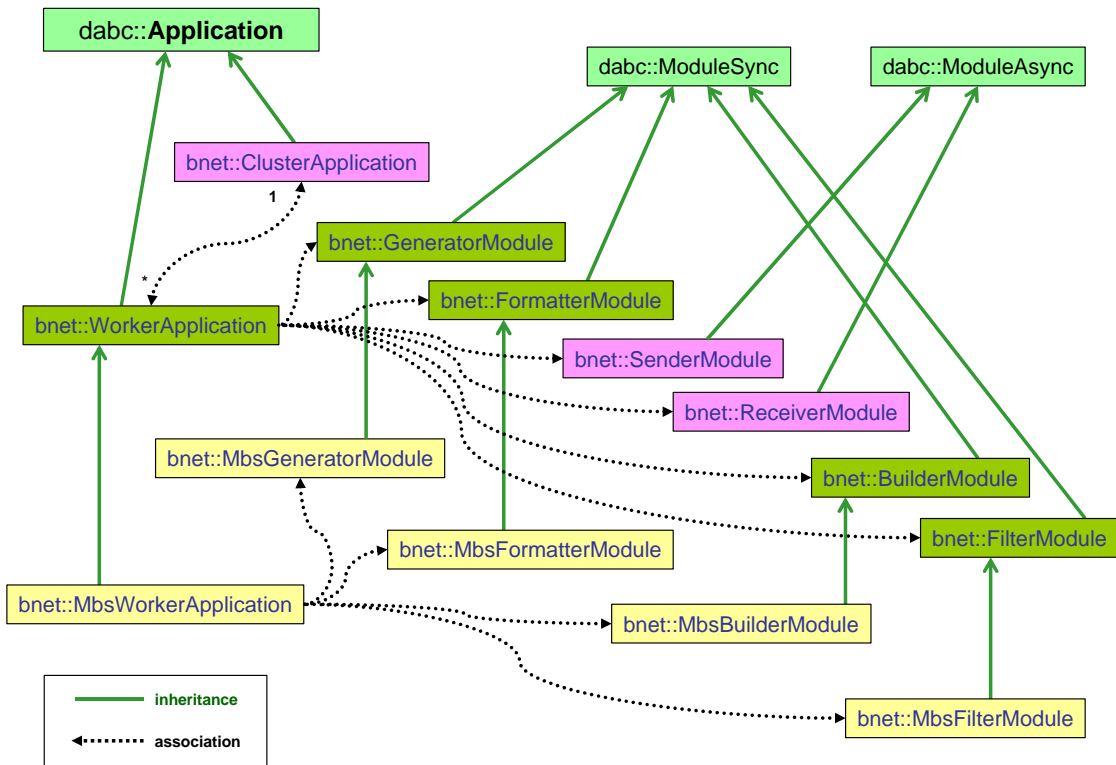 dabc::Application
dabc::ModuleSync
dabc::ModuleAsync
bnet::ClusterApplication
1
bnet::GeneratorModule
*
bnet::FormatterModule
bnet::WorkerApplication
bnet::SenderModule
bnet::ReceiverModule
bnet::MbsGeneratorModule
bnet::BuilderModule
bnet::FilterModule
bnet::MbsFormatterModule
bnet::MbsWorkerApplication
bnet::MbsBuilderModule
inheritance
bnet::MbsFilterModule
association